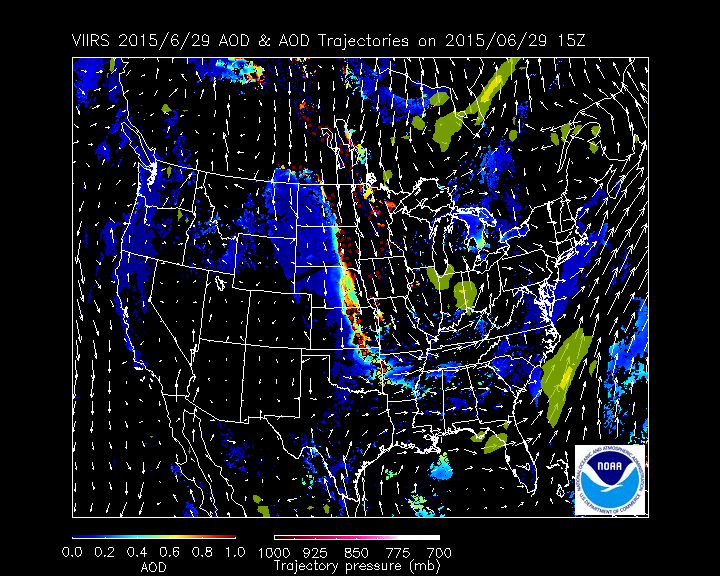 VIIRS 2015/6/29 AOD & AOD Trajectories on 2015/06/29 15Z
NOAA
0.0 0.2 0.4 0.6 0.8 1.0
AOD
1000 925 850 775 700
Trajectory pressure (mb)